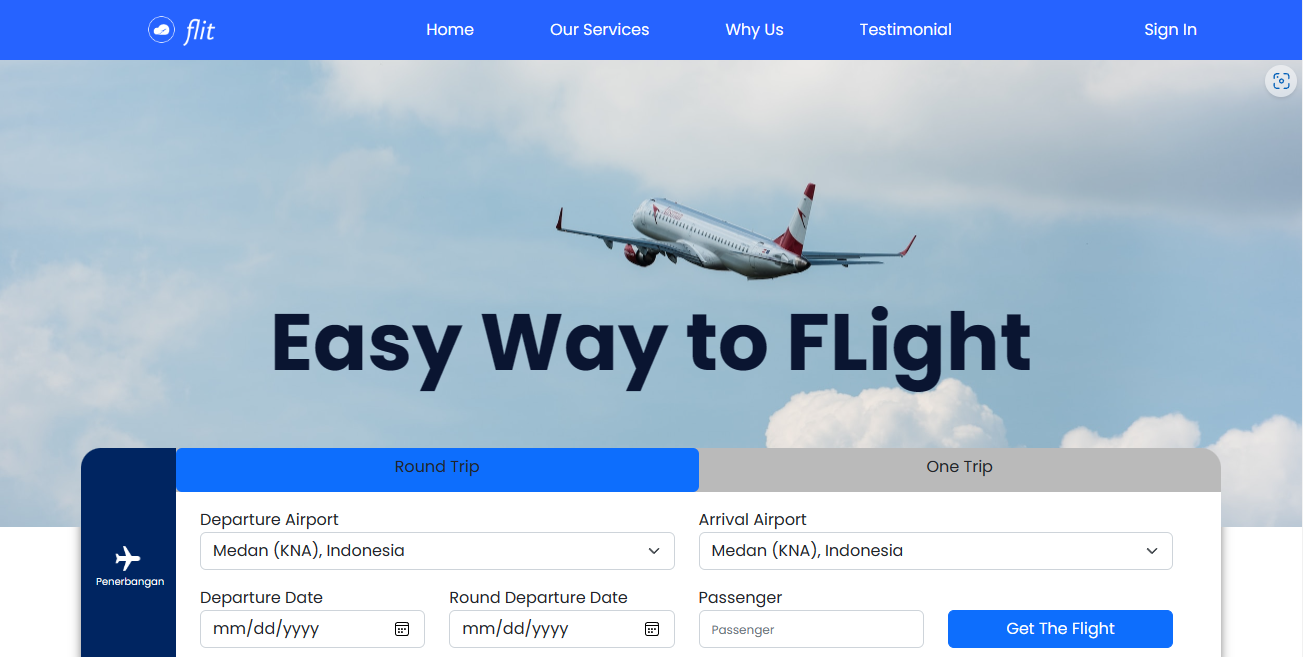 flit
Home
Our Services
Why Us
Testimonial
Sign In
Easy Way to FLight
Round Trip
One Trip
Penerbangan
Departure Airport
Arrival Airport
Medan (KNA), Indonesia
Medan (KNA), Indonesia
Departure Date
Round Departure Date
Passenger
mm/dd/yyyy
mm/dd/yyyy
Passenger
Get The Flight